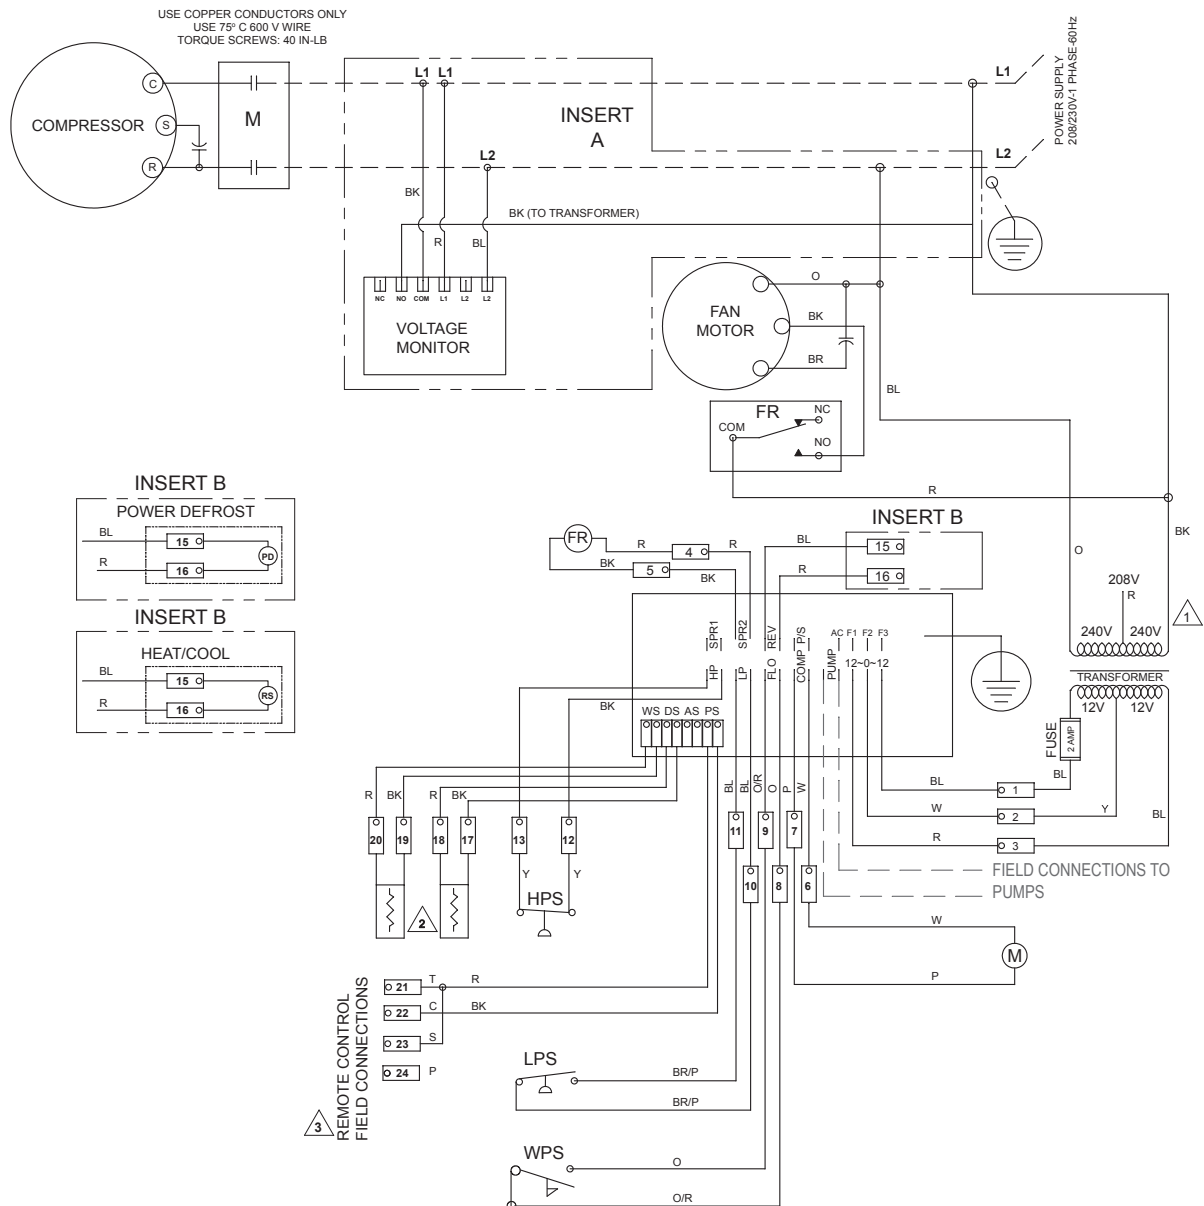 USE COPPER CONDUCTORS ONLY
USE 75º C 600 V WIRE
TORQUE SCREWS: 40 IN-LB
COMPRESSOR
C
S
R
M
L1 L1
L2
INSERT
A
L1
L2
POWER SUPPLY
208/230V-1 PHASE-60Hz
BK
R
BL
BK (TO TRANSFORMER)
NC NO COM L1 L2 L2
VOLTAGE
MONITOR
FAN
MOTOR
O
BK
BR
BL
FR
COM
NC
NO
R
INSERT B
POWER DEFROST
BL
15
R
16
PD
INSERT B
HEAT/COOL
BL
15
R
16
RS
FR
R
4
R
BK
5
BK
INSERT B
BL
15
R
16
O
BK
208V
R
1
240V 240V
TRANSFORMER
12V 12V
FUSE
2 AMP
BL
SPR1
SPR2
REV
P/S
HP
LP
FLO
COMP
PUMP
AC F1 F2 F3
12~0~12
BK
WS DS AS PS
BL
BL
O/R
O
P
W
BL
1
W
2
Y
R
3
BL
R BK R BK
20 19 18 17 13 12
11 9 7
10 8 6
Y Y
HPS
2
FIELD CONNECTIONS TO
PUMPS
W
M
P
REMOTE CONTROL
FIELD CONNECTIONS
3
21 T R
22 C BK
23 S
24 P
LPS
BR/P
BR/P
WPS
O
O/R